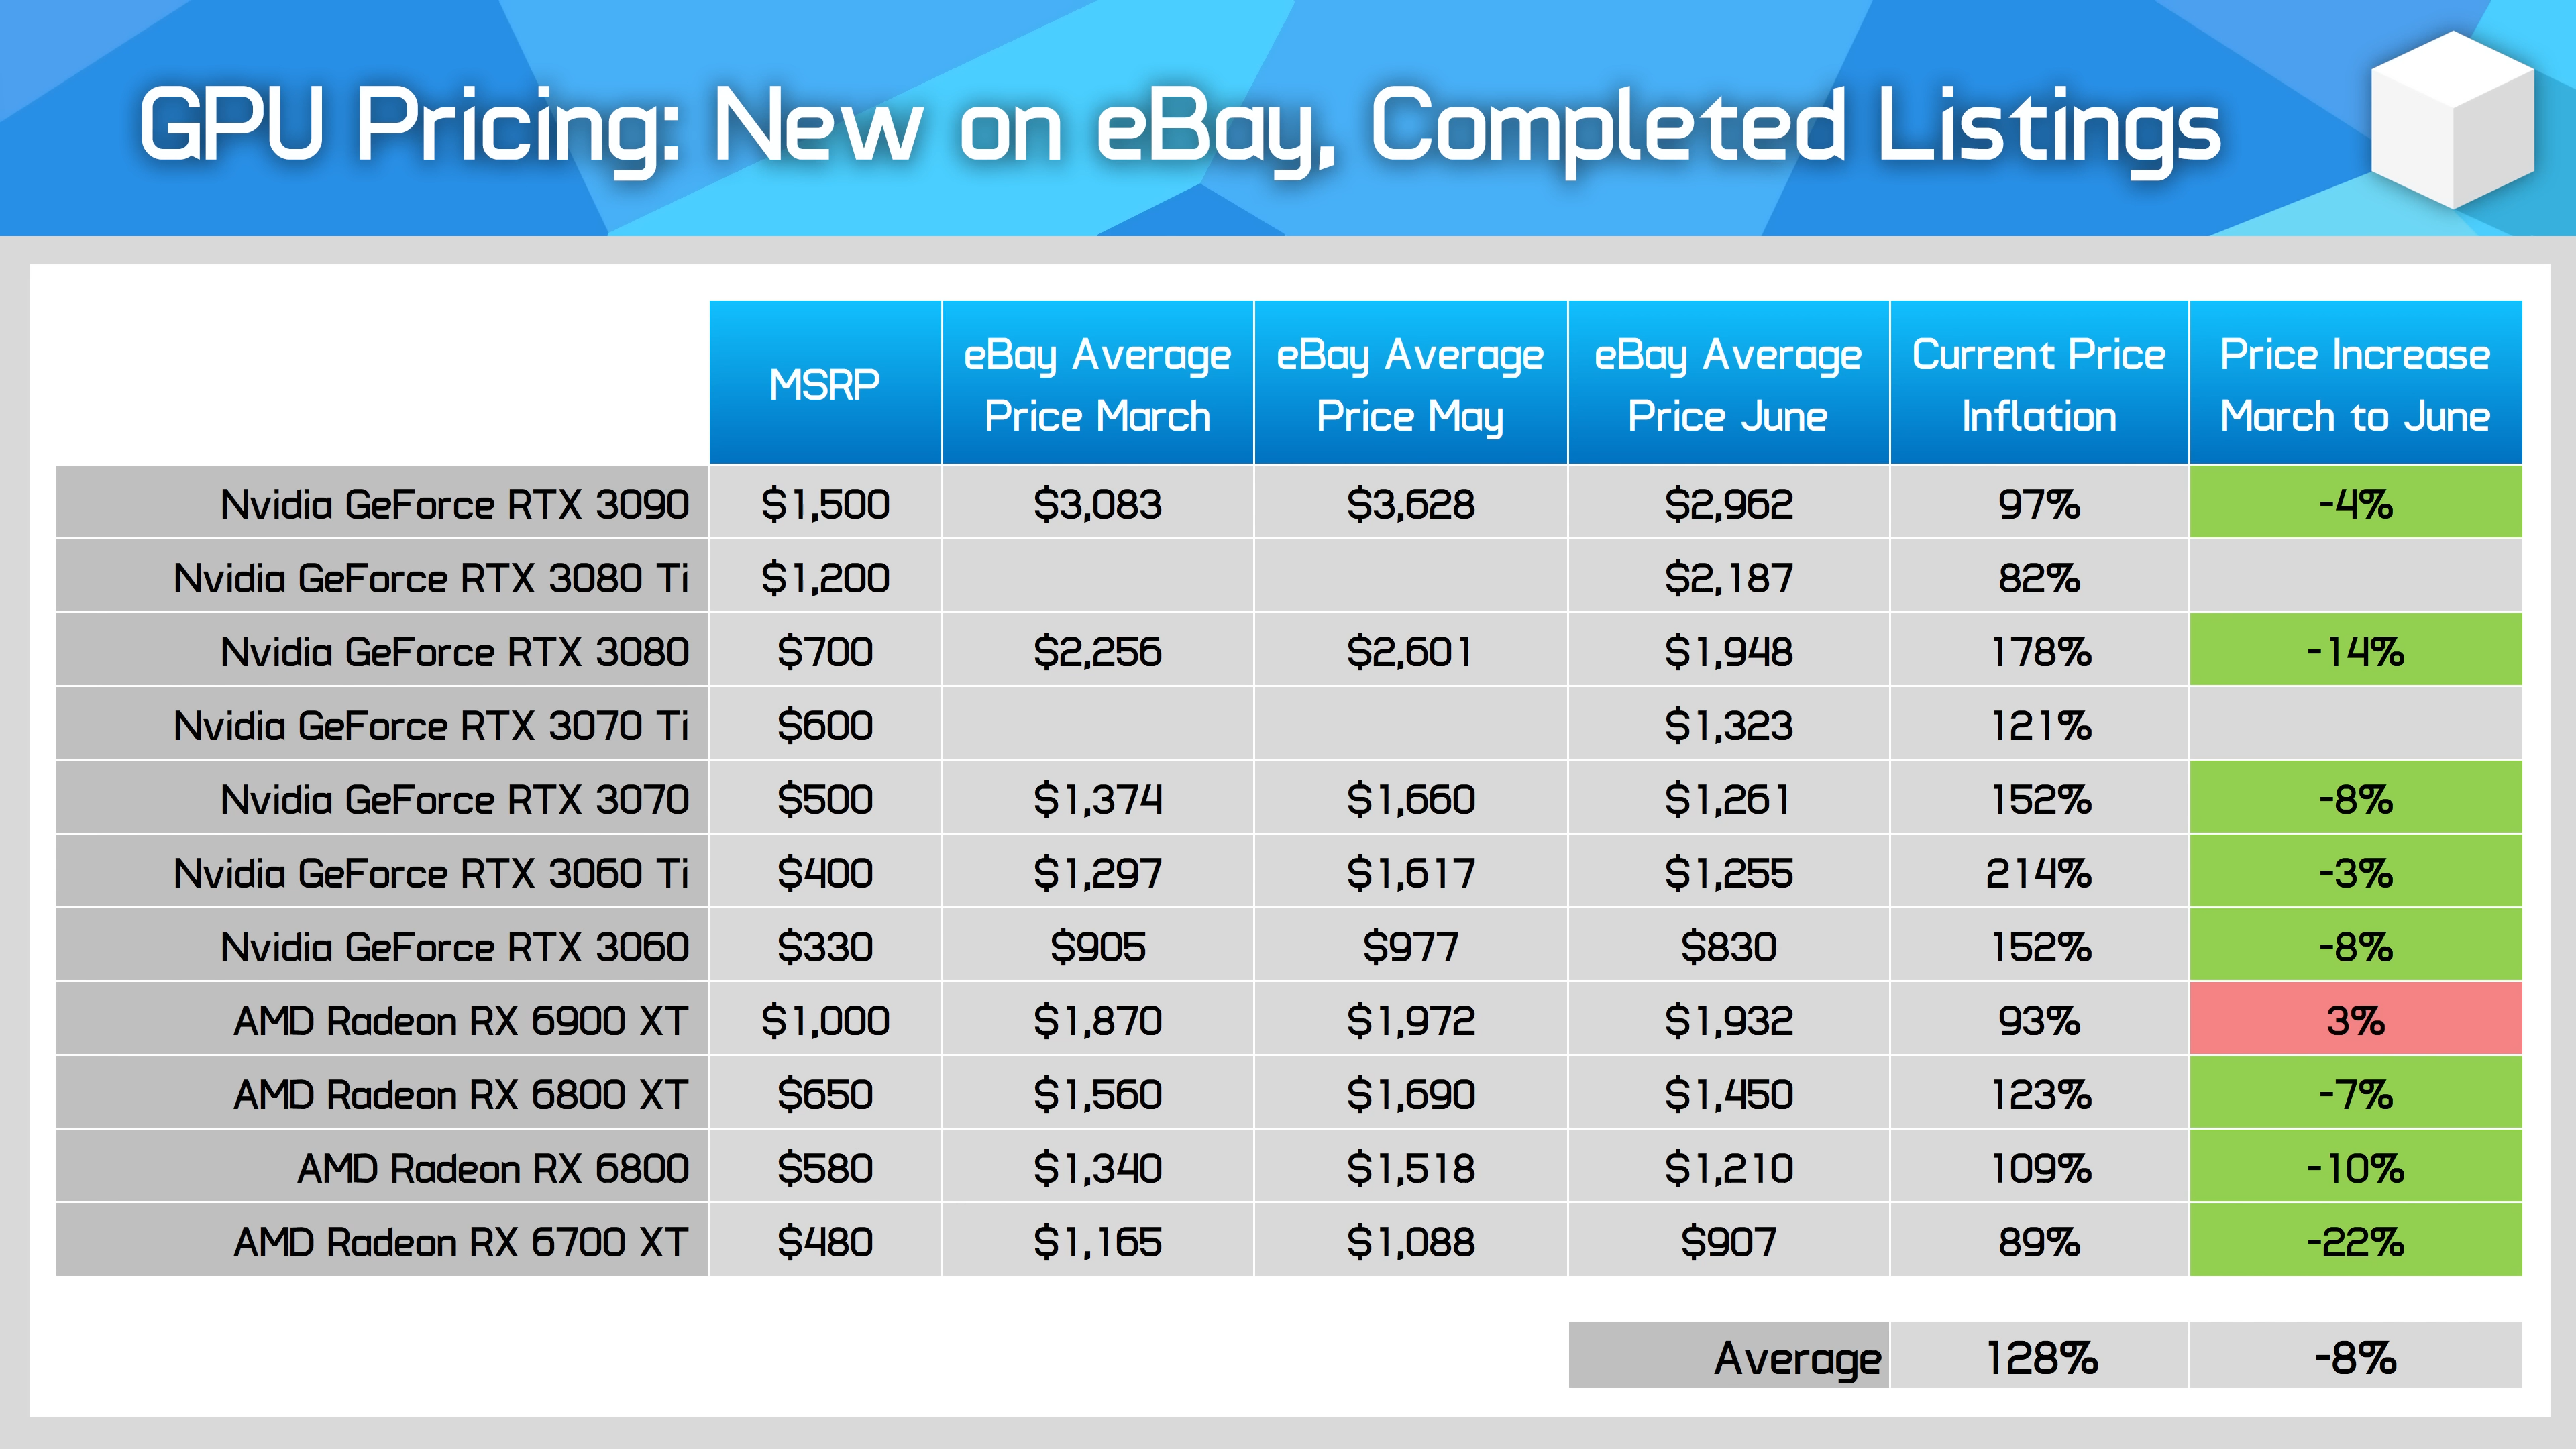 GPU Pricing: New on eBay, Completed Listings
MSRP
eBay Average
Price March
eBay Average
Price May
eBay Average
Price June
Current Price
Inflation
Price Increase
March to June
Nvidia GeForce RTX 3090 $1,500 $3,083 $3,628 $2,962 97% -4%
Nvidia GeForce RTX 3080 Ti $1,200 $2,187 82%
Nvidia GeForce RTX 3080 $700 $2,256 $2,601 $1,948 178% -14%
Nvidia GeForce RTX 3070 Ti $600 $1,323 121%
Nvidia GeForce RTX 3070 $500 $1,374 $1,660 $1,261 152% -8%
Nvidia GeForce RTX 3060 Ti $400 $1,297 $1,617 $1,255 214% -3%
Nvidia GeForce RTX 3060 $330 $905 $977 $830 152% -8%
AMD Radeon RX 6900 XT $1,000 $1,870 $1,972 $1,932 93% 3%
AMD Radeon RX 6800 XT $650 $1,560 $1,690 $1,450 123% -7%
AMD Radeon RX 6800 $580 $1,340 $1,518 $1,210 109% -10%
AMD Radeon RX 6700 XT $480 $1,165 $1,088 $907 89% -22%
Average 128% -8%